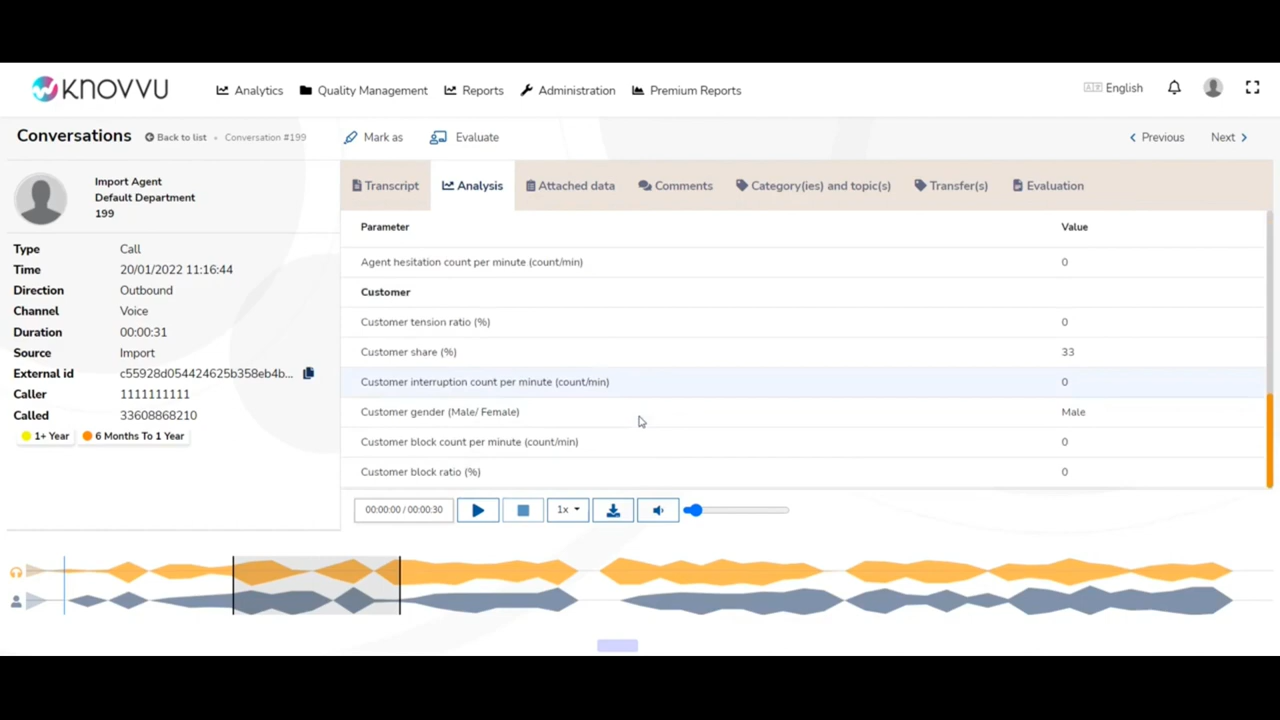 KNOVVU
Analytics
Quality Management
Reports
Administration
Premium Reports
English
Conversations
Back to list
Conversation #199
Mark as
Evaluate
Previous
Next
Import Agent
Default Department
199
Type Call
Time 20/01/2022 11:16:44
Direction Outbound
Channel Voice
Duration 00:00:31
Source Import
External id c55928d054424625b358eb4b...
Caller 1111111111
Called 33608868210
1+ Year
6 Months To 1 Year
Transcript
Analysis
Attached data
Comments
Category(ies) and topic(s)
Transfer(s)
Evaluation
Parameter Value
Agent hesitation count per minute (count/min) 0
Customer
Customer tension ratio (%) 0
Customer share (%) 33
Customer interruption count per minute (count/min) 0
Customer gender (Male/ Female) Male
Customer block count per minute (count/min) 0
Customer block ratio (%) 0
00:00:00 / 00:00:30
1x